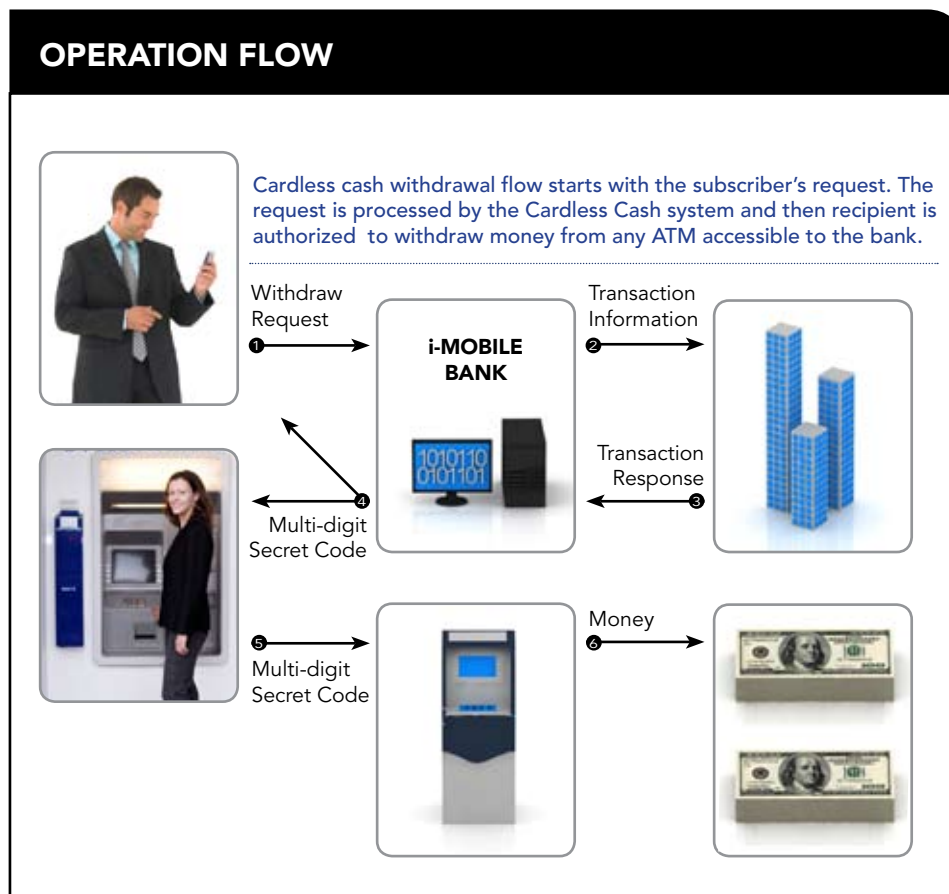 OPERATION FLOW
Cardless cash withdrawal flow starts with the subscriber's request. The
request is processed by the Cardless Cash system and then recipient is
authorized to withdraw money from any ATM accessible to the bank.
Withdraw
Request
1
i-MOBILE
BANK
1010110
0101101
Transaction
Information
2
Transaction
Response
3
4
Multi-digit
Secret Code
5
Multi-digit
Secret Code
Money
6